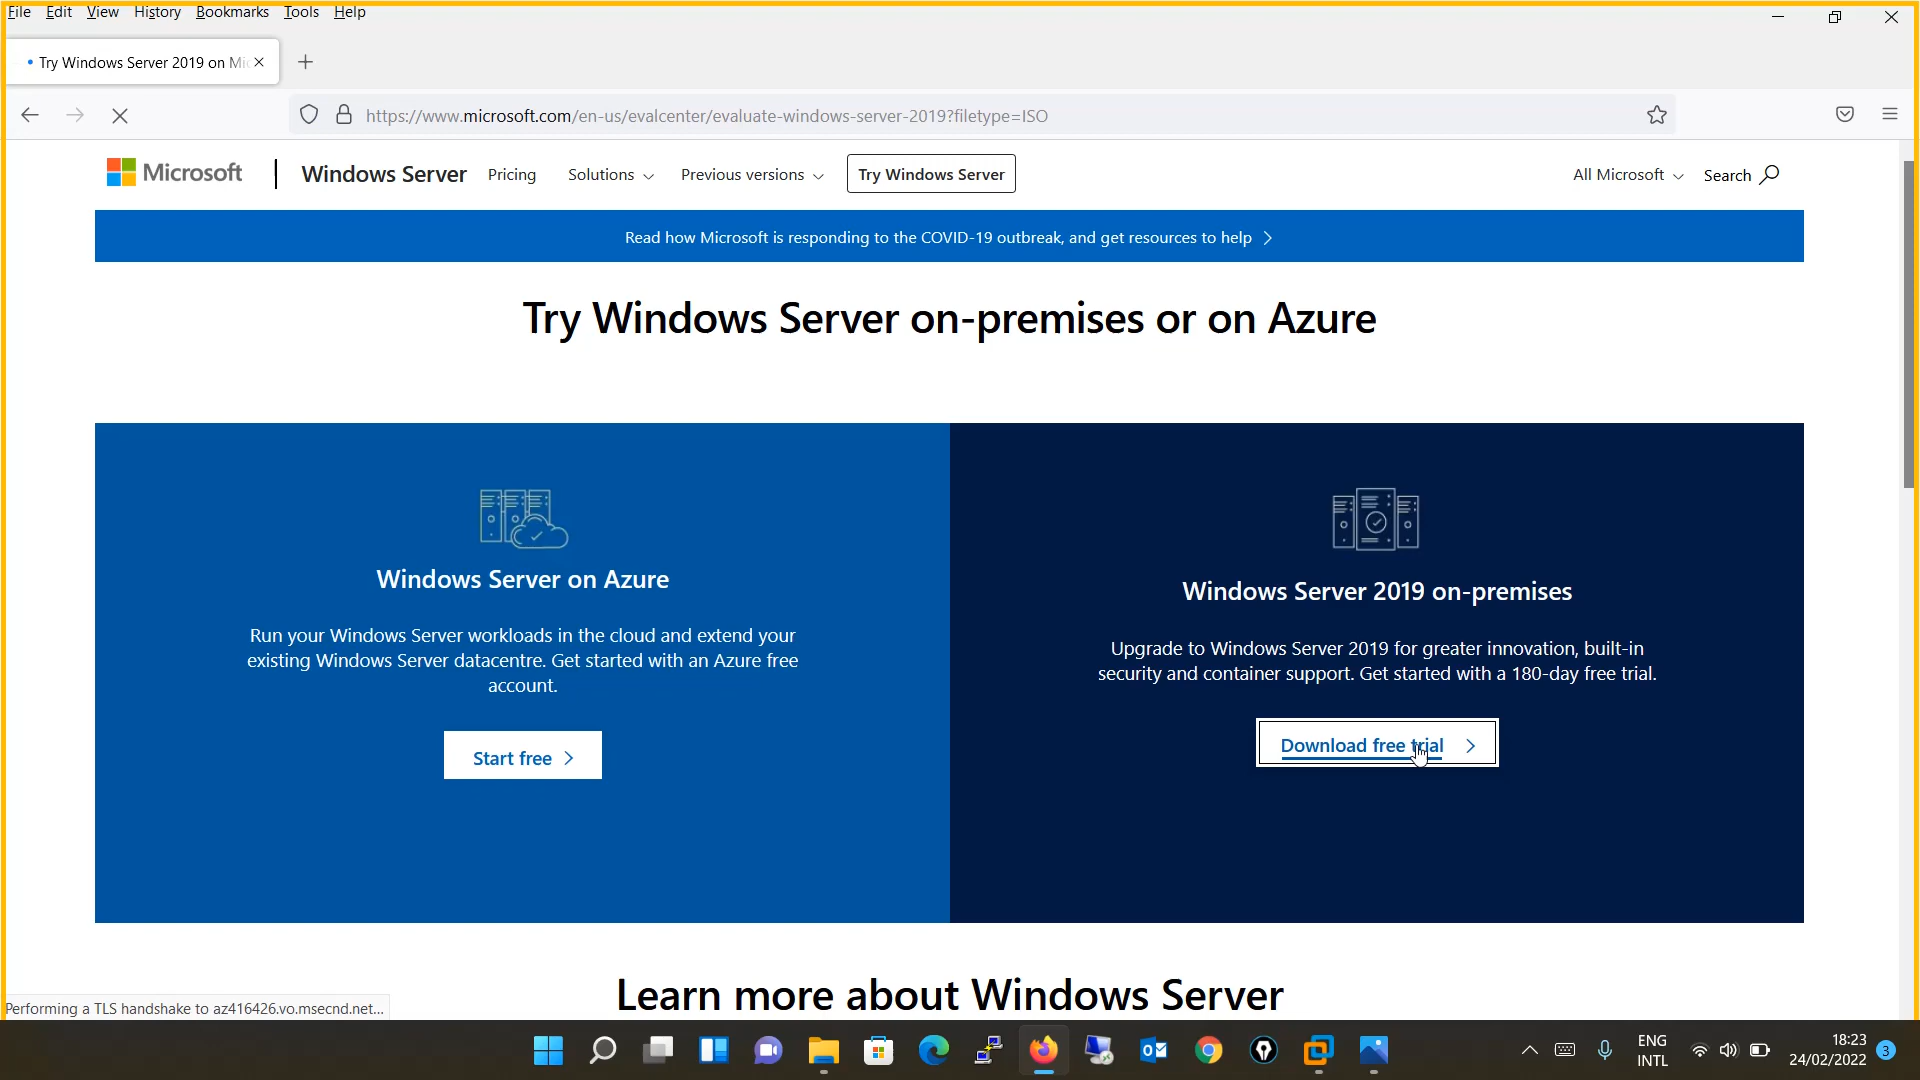 File Edit View History Bookmarks Tools Help
Try Windows Server 2019 on Mic
https://www.microsoft.com/en-us/evalcenter/evaluate-windows-server-2019?filetype=ISO
Microsoft Windows Server Pricing Solutions Previous versions Try Windows Server All Microsoft Search
Read how Microsoft is responding to the COVID-19 outbreak, and get resources to help
Try Windows Server on-premises or on Azure
Windows Server on Azure
Run your Windows Server workloads in the cloud and extend your
existing Windows Server datacentre. Get started with an Azure free
account.
Start free
Windows Server 2019 on-premises
Upgrade to Windows Server 2019 for greater innovation, built-in
security and container support. Get started with a 180-day free trial.
Download free trial
Learn more about Windows Server
Performing a TLS handshake to az416426.vo.msecnd.net...
ENG
INTL
18:23
24/02/2022
3